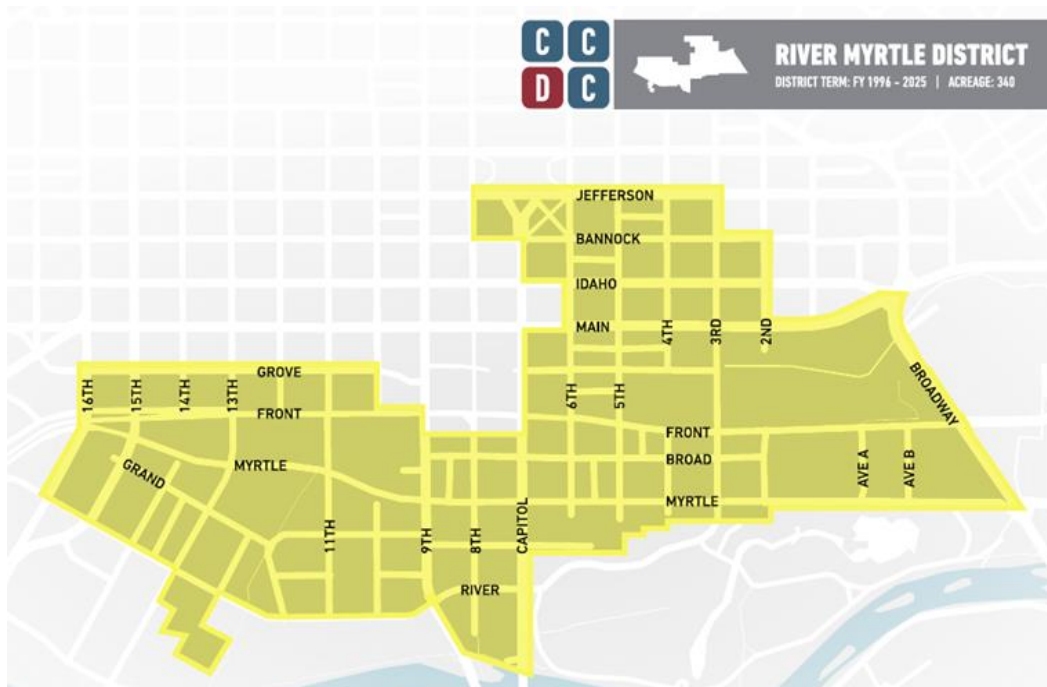 C C
D C
RIVER MYRTLE DISTRICT
DISTRICT TERM: FY 1996 - 2025 | ACREAGE: 340
JEFFERSON
BANNOCK
IDAHO
MAIN
4TH
3RD
2ND
GROVE
16TH
15TH
14TH
13TH
6TH
5TH
BROADWAY
FRONT
FRONT
MYRTLE
BROAD
GRAND
AVE A
AVE B
MYRTLE
11TH
9TH
8TH
CAPITOL
RIVER